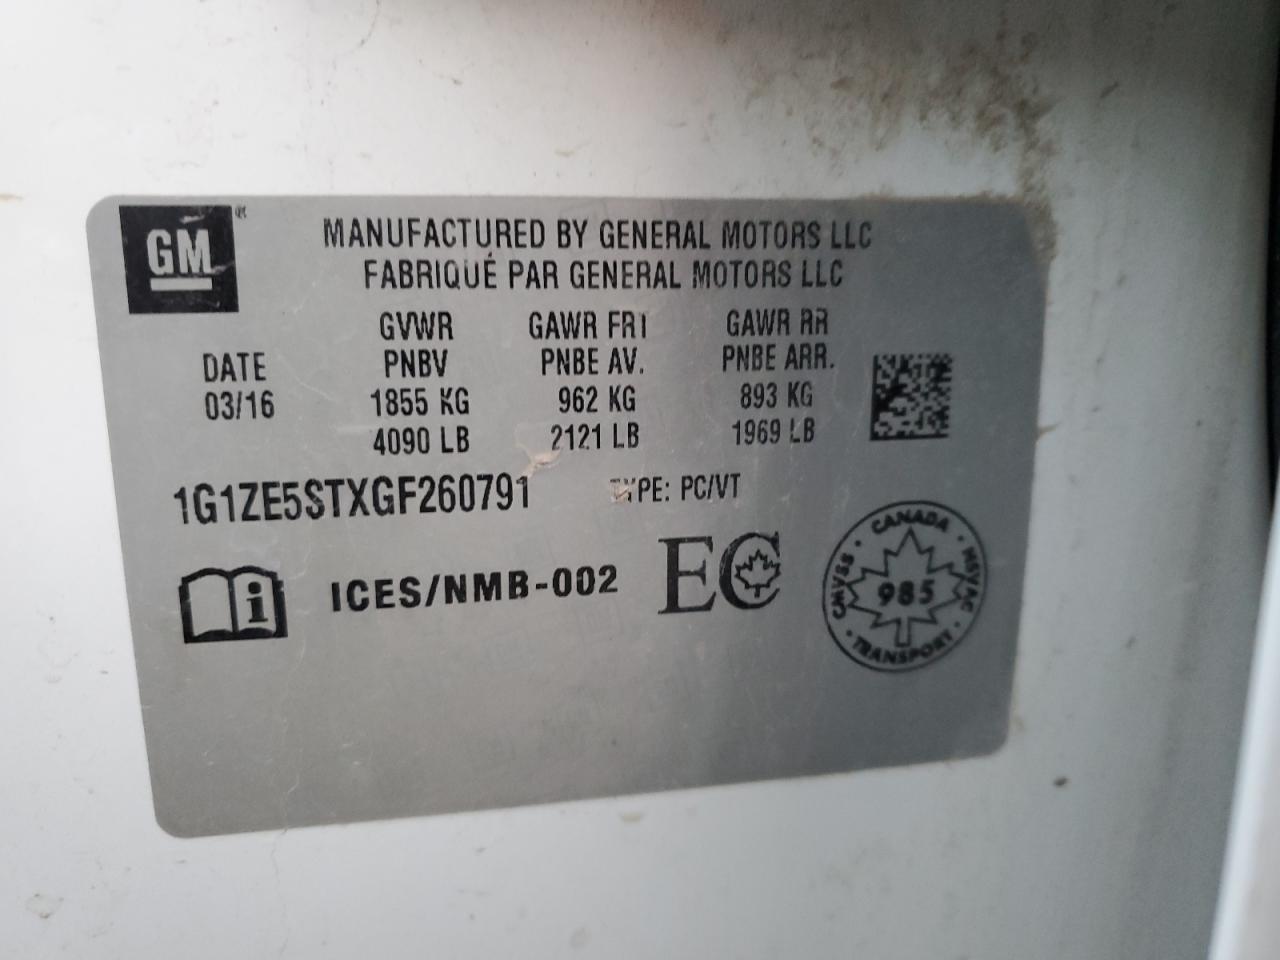 GM
MANUFACTURED BY GENERAL MOTORS LLC
FABRIQUÉ PAR GENERAL MOTORS LLC
GVWR GAWR FRT GAWR RR
DATE PNBV PNBE AV. PNBE ARR.
03/16 1855 KG 962 KG 893 KG
4090 LB 2121 LB 1969 LB
1G1ZE5STXGF260791 TYPE: PC/VT
ICES/NMB-002 EC
CANADA
CMVSS 985 NSVAC
TRANSPORT